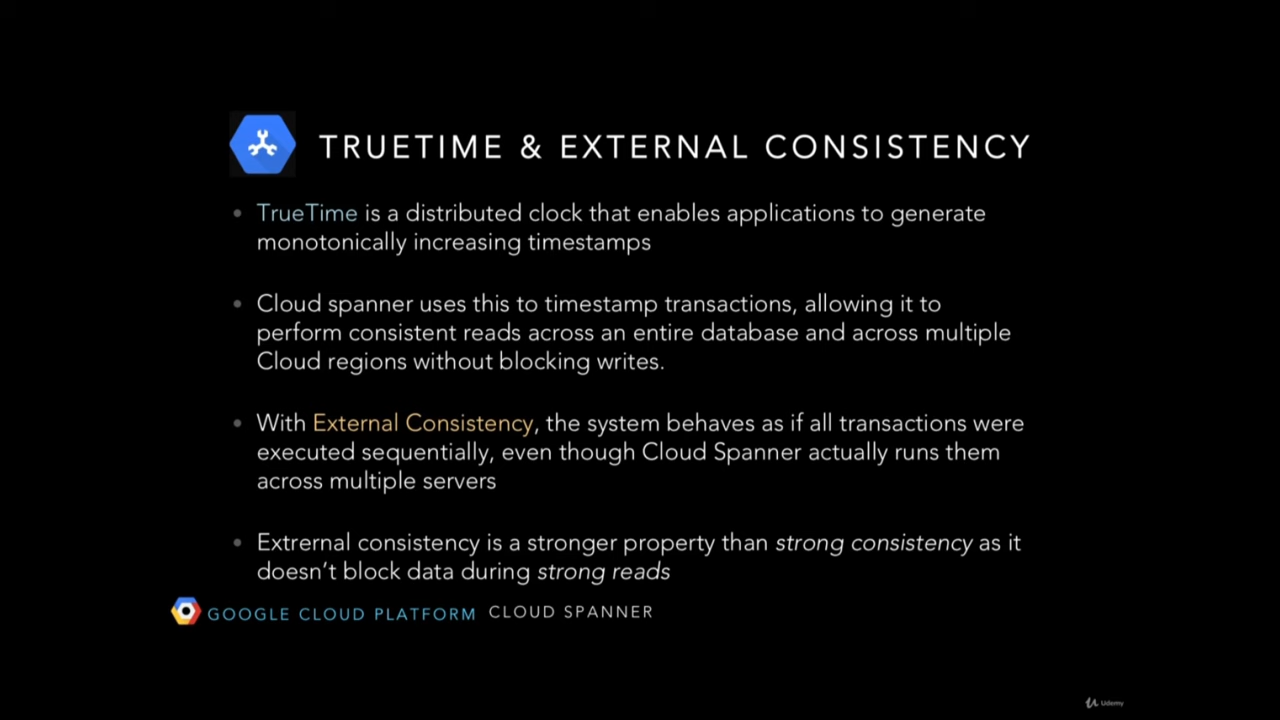 TRUETIME & EXTERNAL CONSISTENCY
• TrueTime is a distributed clock that enables applications to generate
monotonically increasing timestamps
• Cloud spanner uses this to timestamp transactions, allowing it to
perform consistent reads across an entire database and across multiple
Cloud regions without blocking writes.
• With External Consistency, the system behaves as if all transactions were
executed sequentially, even though Cloud Spanner actually runs them
across multiple servers
• Extrernal consistency is a stronger property than strong consistency as it
doesn’t block data during strong reads
GOOGLE CLOUD PLATFORM CLOUD SPANNER
Udemy